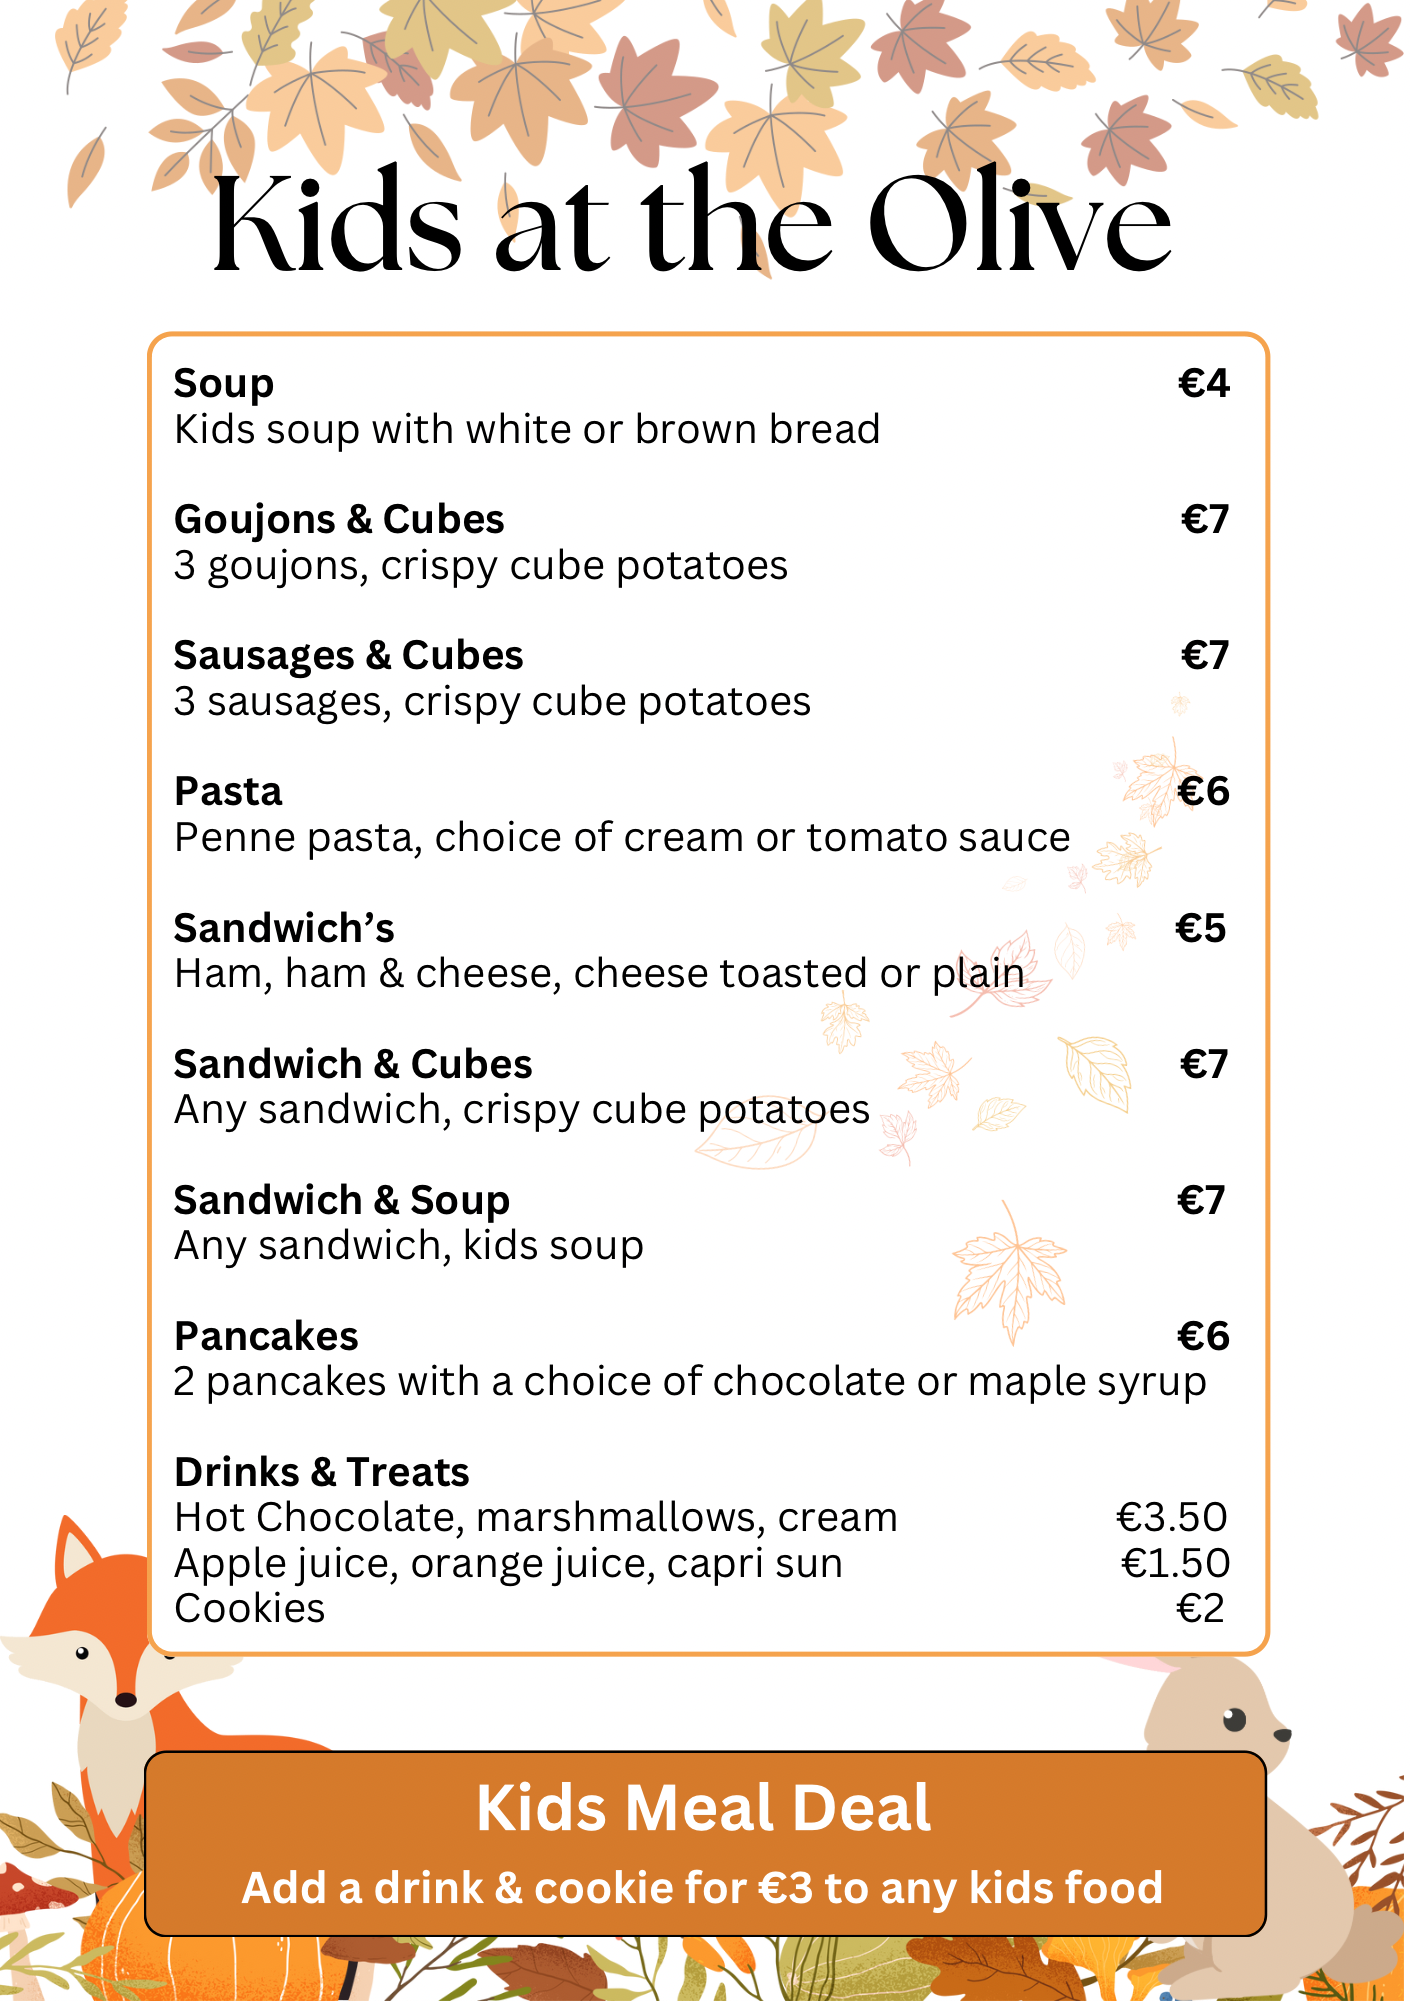 Kids at the Olive
Soup €4
Kids soup with white or brown bread
Goujons & Cubes €7
3 goujons, crispy cube potatoes
Sausages & Cubes €7
3 sausages, crispy cube potatoes
Pasta €6
Penne pasta, choice of cream or tomato sauce
Sandwich’s €5
Ham, ham & cheese, cheese toasted or plain
Sandwich & Cubes €7
Any sandwich, crispy cube potatoes
Sandwich & Soup €7
Any sandwich, kids soup
Pancakes €6
2 pancakes with a choice of chocolate or maple syrup
Drinks & Treats
Hot Chocolate, marshmallows, cream €3.50
Apple juice, orange juice, capri sun €1.50
Cookies €2
Kids Meal Deal
Add a drink & cookie for €3 to any kids food